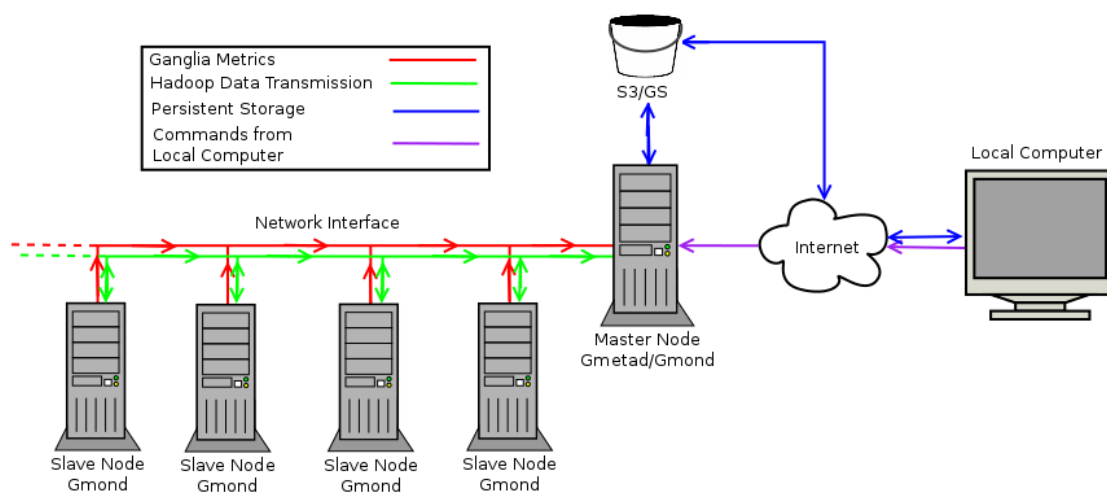 Ganglia Metrics
Hadoop Data Transmission
Persistent Storage
Commands from
Local Computer
S3/GS
Local Computer
Network Interface
Internet
Master Node
Gmetad/Gmond
Slave Node
Gmond
Slave Node
Gmond
Slave Node
Gmond
Slave Node
Gmond